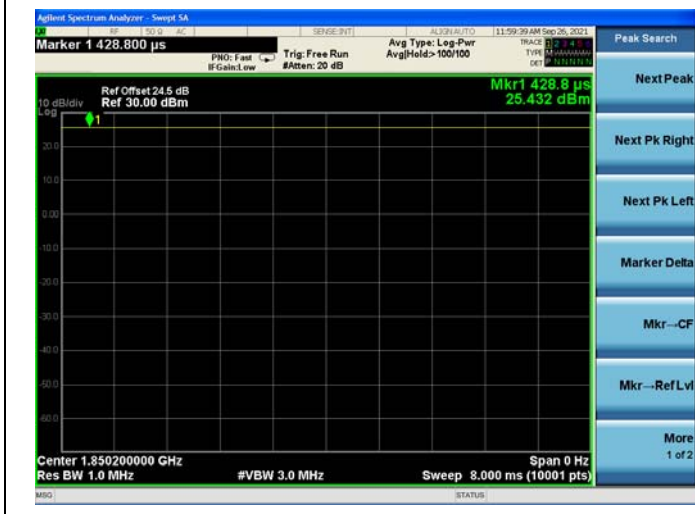 Agilent Spectrum Analyzer - Swept SA
RF 50 Ω AC SENSE:INT ALIGN AUTO 11:59:39 AM Sep 26, 2021
Marker 1 428.800 µs
PNO: Fast
IFGain:Low
Trig: Free Run
#Atten: 20 dB
Avg Type: Log-Pwr
Avg|Hold:>100/100
TRACE 1 2 3 4 5 6
TYPE
DET P N N N N N
Peak Search
Ref Offset 24.5 dB
10 dB/div Ref 30.00 dBm
Log
Mkr1 428.8 µs
25.432 dBm
1
20.0
10.0
0.00
-10.0
-20.0
-30.0
-40.0
-50.0
-60.0
Center 1.850200000 GHz Span 0 Hz
Res BW 1.0 MHz #VBW 3.0 MHz Sweep 8.000 ms (10001 pts)
MSG STATUS
Next Peak
Next Pk Right
Next Pk Left
Marker Delta
Mkr→CF
Mkr→Ref Lvl
More
1 of 2